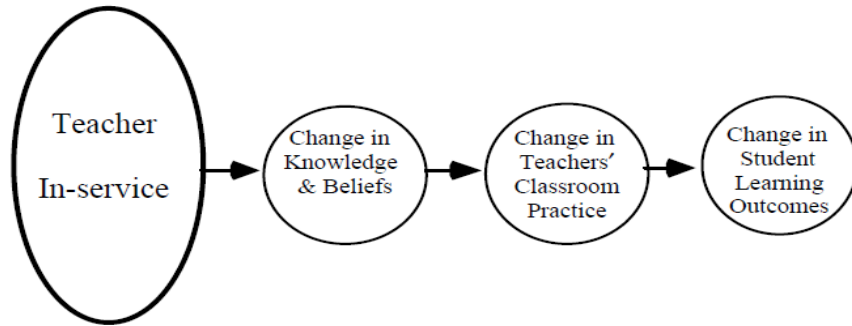 Teacher
In-service
Change in
Knowledge
& Beliefs
Change in
Teachers’
Classroom
Practice
Change in
Student
Learning
Outcomes